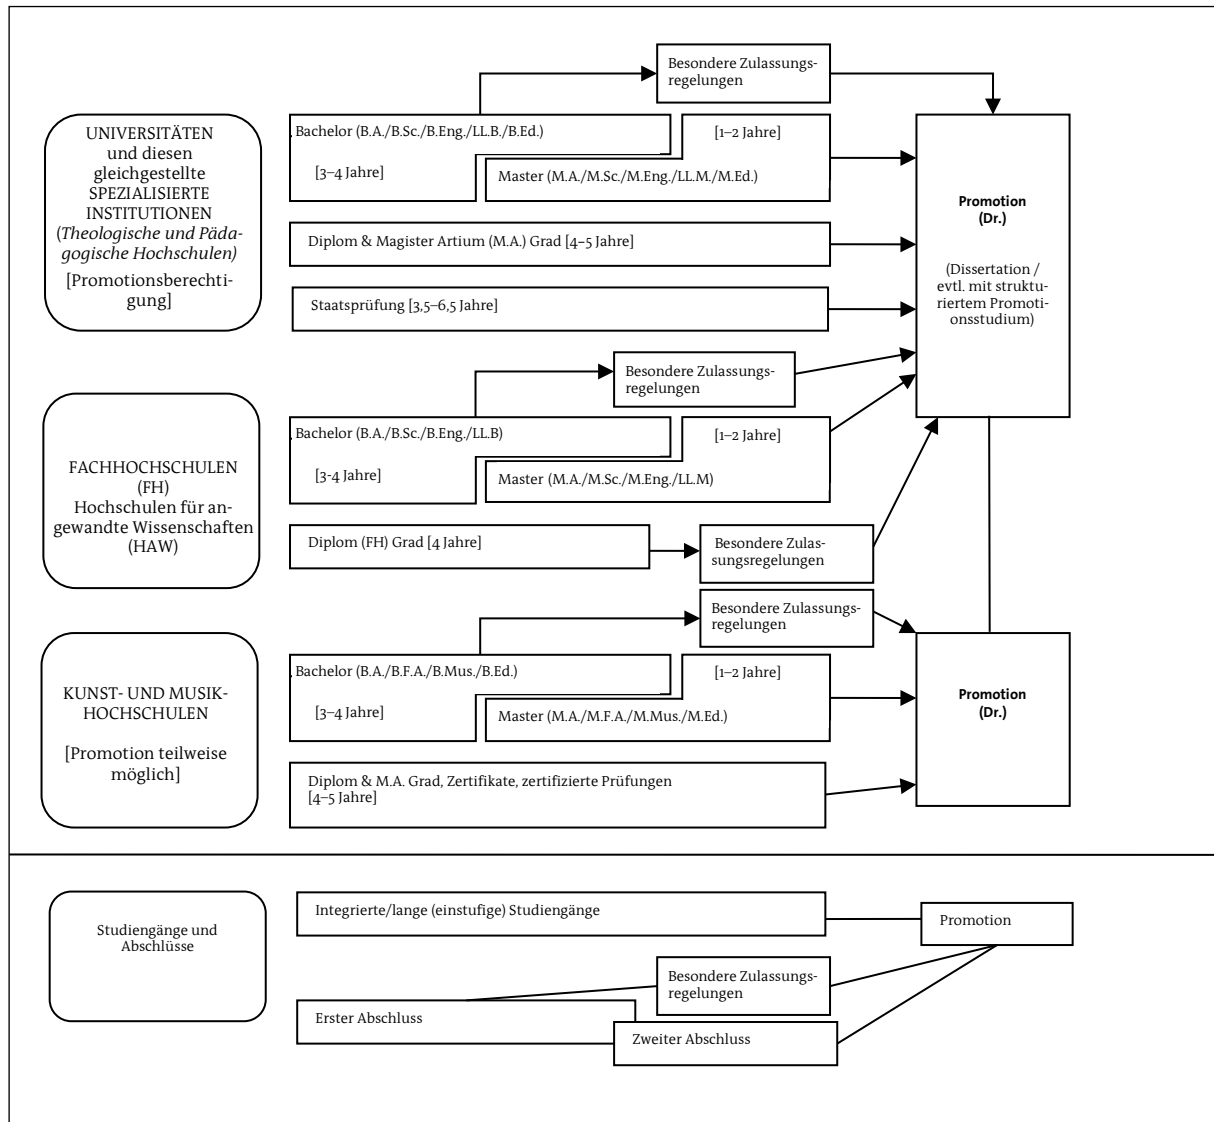 Besondere Zulassungs-
regelungen
UNIVERSITÄTEN
und diesen
gleichgestellte
SPEZIALISIERTE
INSTITUTIONEN
(Theologische und Päda-
gogische Hochschulen)
[Promotionsberechti-
gung]
Bachelor (B.A./B.Sc./B.Eng./LL.B./B.Ed.)
[3–4 Jahre]
[1–2 Jahre]
Master (M.A./M.Sc./M.Eng./LL.M./M.Ed.)
Diplom & Magister Artium (M.A.) Grad [4–5 Jahre]
Staatsprüfung [3,5–6,5 Jahre]
Promotion
(Dr.)
(Dissertation /
evtl. mit struktu-
riertem Promoti-
onsstudium)
Besondere Zulassungs-
regelungen
FACHHOCHSCHULEN
(FH)
Hochschulen für an-
gewandte Wissenschaften
(HAW)
Bachelor (B.A./B.Sc./B.Eng./LL.B)
[3-4 Jahre]
[1–2 Jahre]
Master (M.A./M.Sc./M.Eng./LL.M)
Diplom (FH) Grad [4 Jahre]
Besondere Zulas-
sungsregelungen
Besondere Zulassungs-
regelungen
KUNST- UND MUSIK-
HOCHSCHULEN
[Promotion teilweise
möglich]
Bachelor (B.A./B.F.A./B.Mus./B.Ed.)
[3–4 Jahre]
[1–2 Jahre]
Master (M.A./M.F.A./M.Mus./M.Ed.)
Diplom & M.A. Grad, Zertifikate, zertifizierte Prüfungen
[4–5 Jahre]
Promotion
(Dr.)
Studiengänge und
Abschlüsse
Integrierte/lange (einstufige) Studiengänge
Promotion
Besondere Zulassungs-
regelungen
Erster Abschluss
Zweiter Abschluss